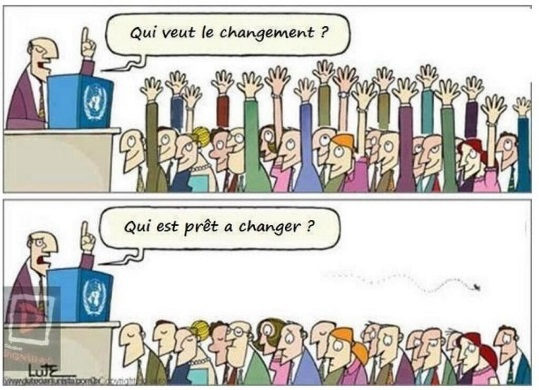 Qui veut le changement ?
Qui est prêt a changer ?
LUTE